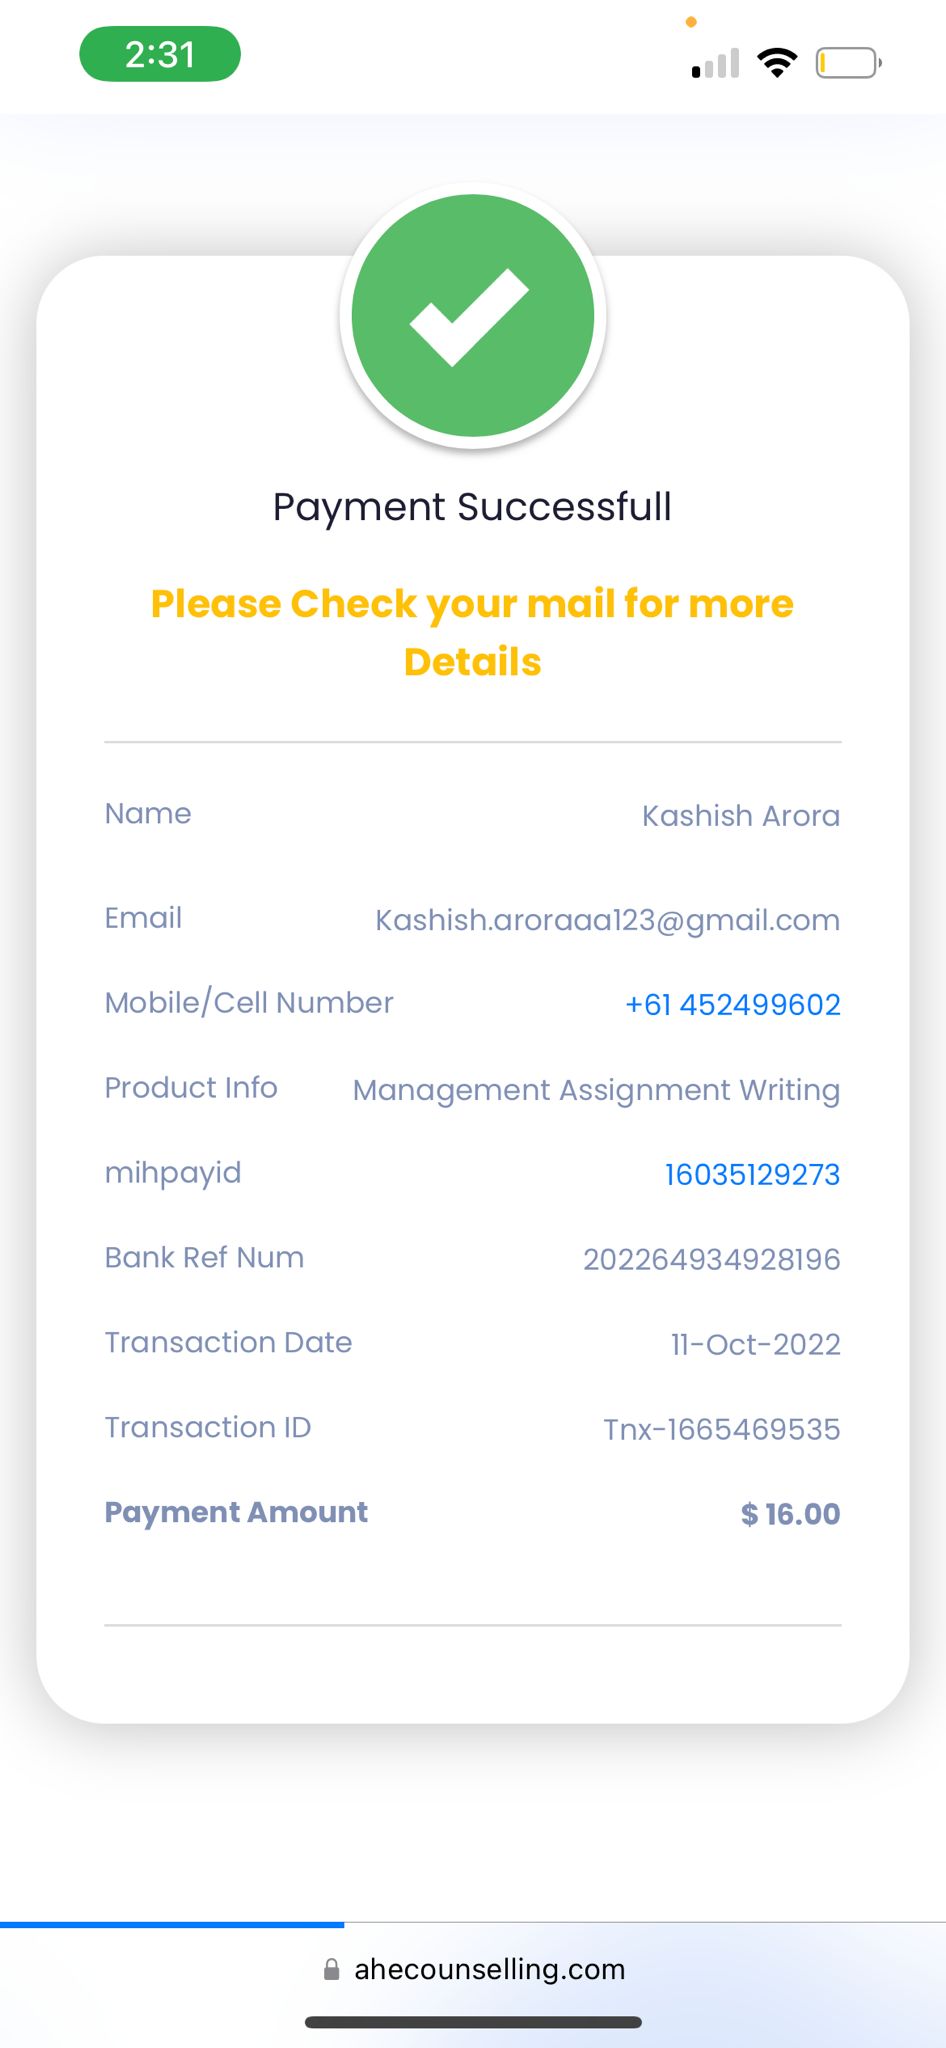 2:31
Payment Successfull
Please Check your mail for more
Details
Name Kashish Arora
Email Kashish.aroraaa123@gmail.com
Mobile/Cell Number +61 452499602
Product Info Management Assignment Writing
mihpayid 16035129273
Bank Ref Num 202264934928196
Transaction Date 11-Oct-2022
Transaction ID Tnx-1665469535
Payment Amount $ 16.00
ahecounselling.com